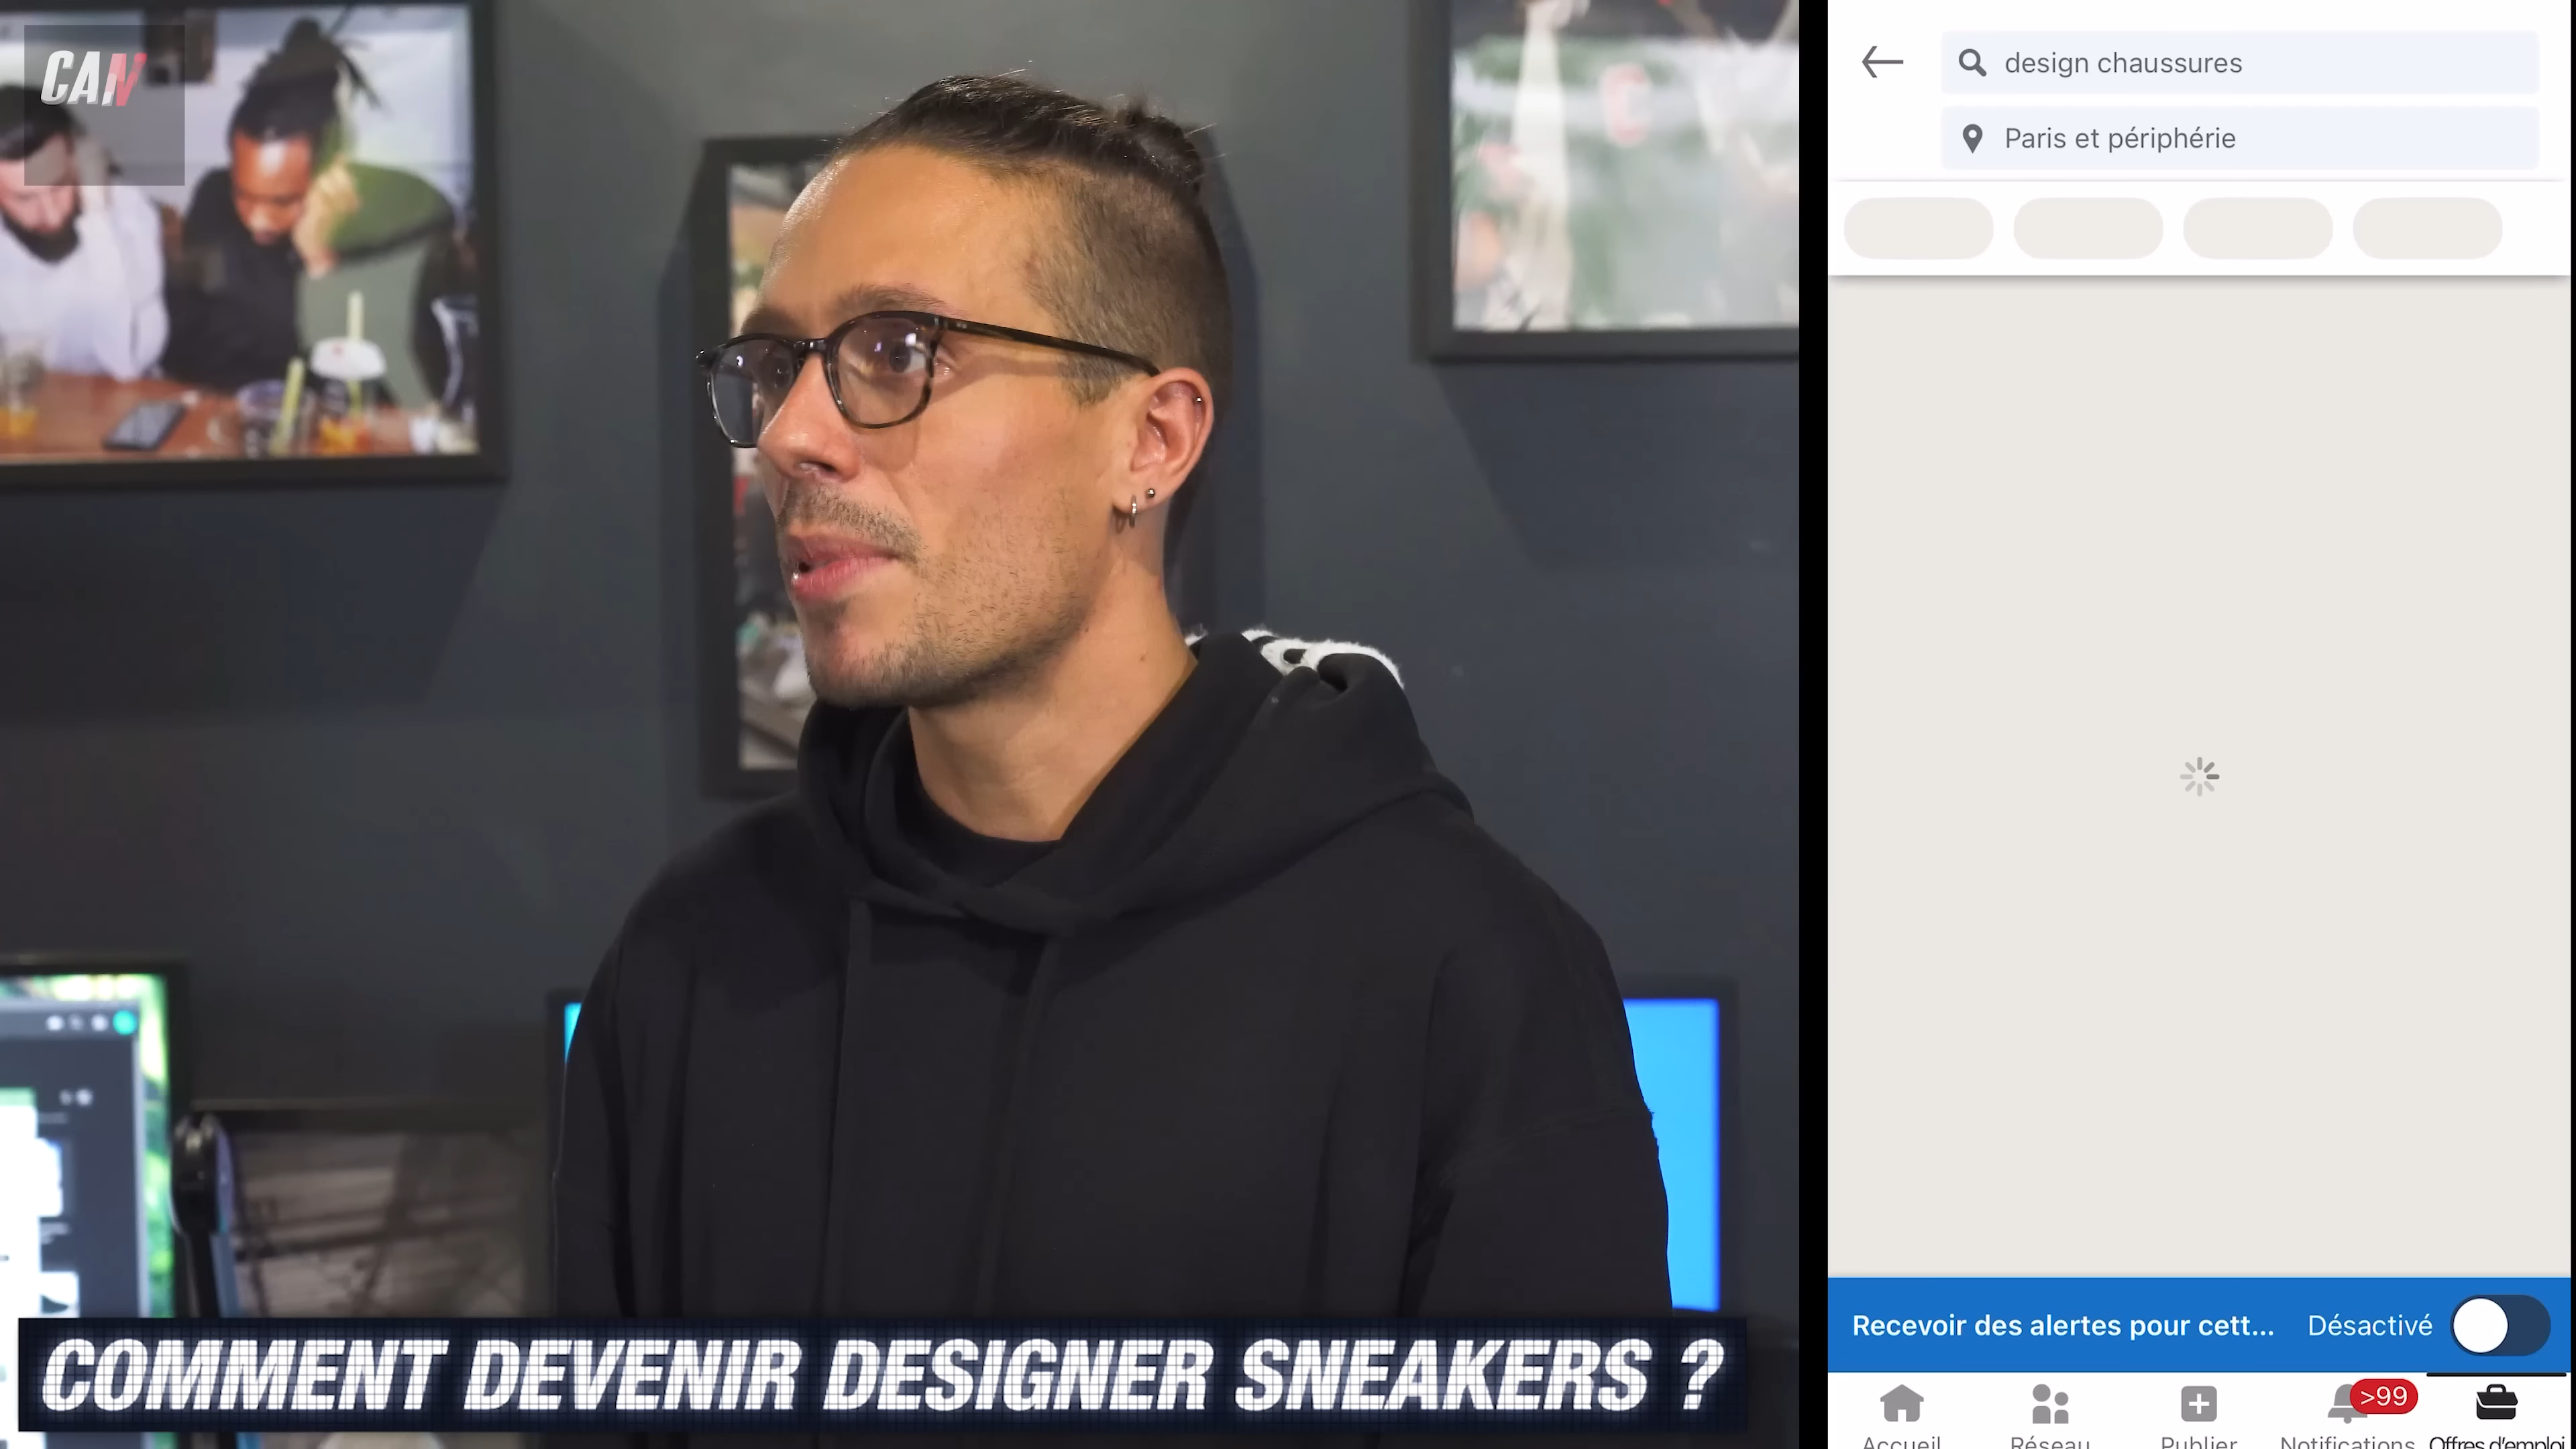 CAN
COMMENT DEVENIR DESIGNER SNEAKERS ?
design chaussures
Paris et périphérie
Recevoir des alertes pour cett...
Désactivé
>99
Accueil
Réseau
Publier
Notifications
Offres d'emploi